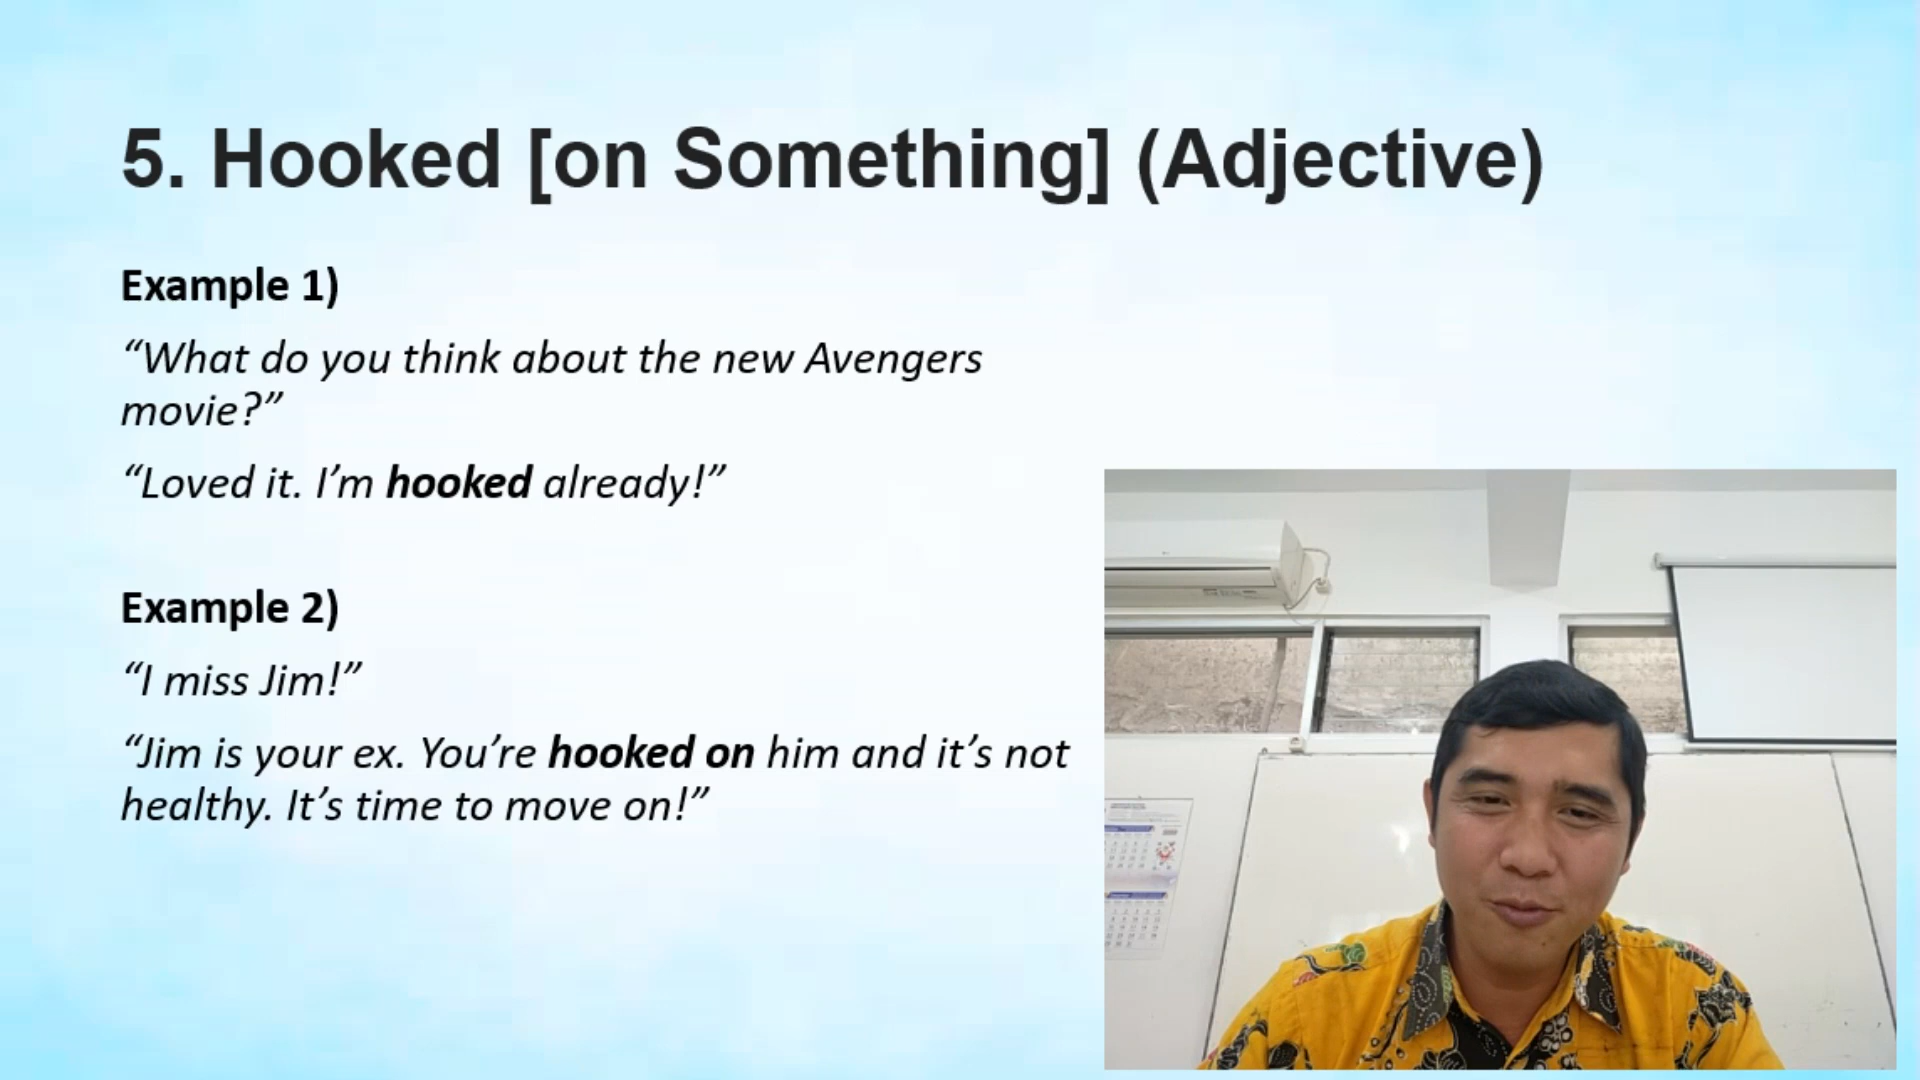 5. Hooked [on Something] (Adjective)
Example 1)
“What do you think about the new Avengers
movie?”
“Loved it. I’m hooked already!”
Example 2)
“I miss Jim!”
“Jim is your ex. You’re hooked on him and it’s not
healthy. It’s time to move on!”